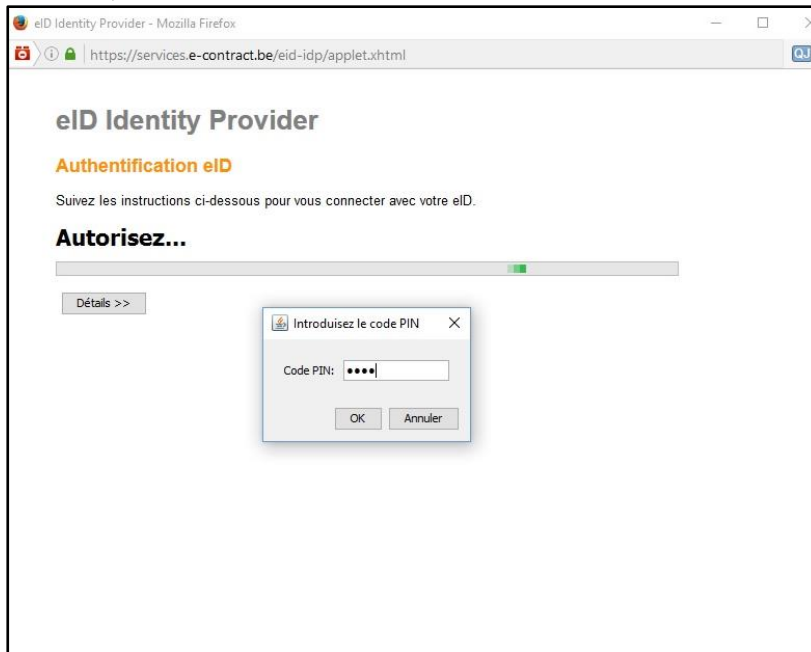 eID Identity Provider - Mozilla Firefox
https://services.e-contract.be/eid-idp/applet.xhtml
QJ
eID Identity Provider
Authentification eID
Suivez les instructions ci-dessous pour vous connecter avec votre eID.
Autorisez...
Détails >>
Introduisez le code PIN
Code PIN: ••••
OK Annuler